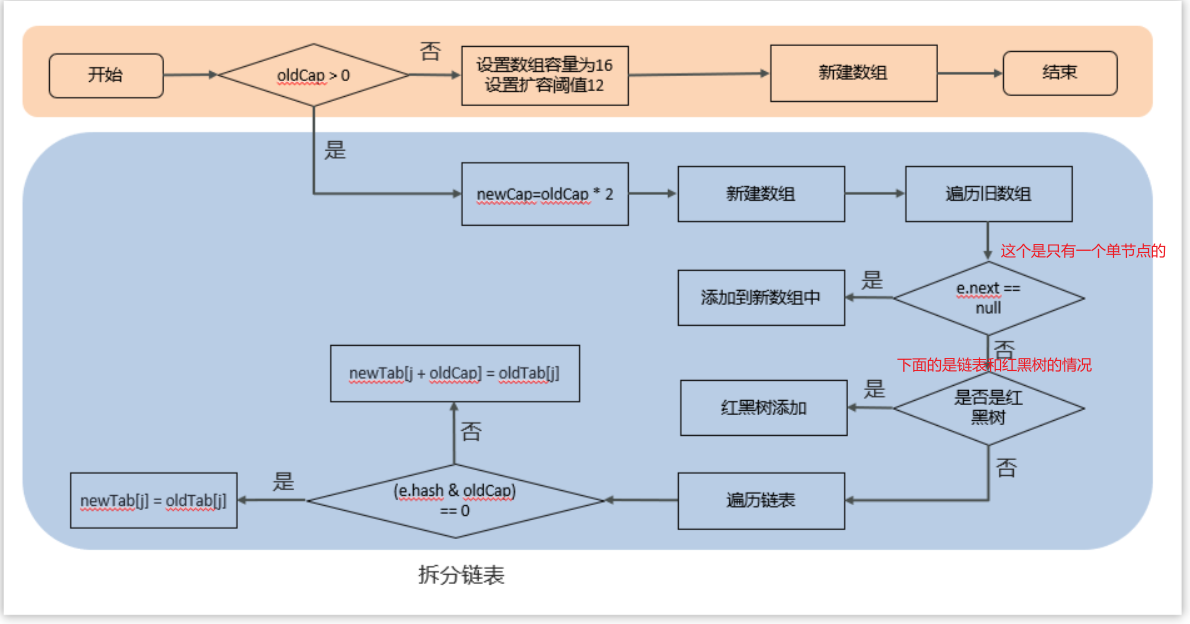 开始
oldCap > 0
否
设置数组容量为16
设置扩容阈值12
新建数组
结束
是
newCap=oldCap * 2
新建数组
遍历旧数组
这个是只有一个单节点的
e.next ==
null
是
添加到新数组中
否
下面的是链表和红黑树的情况
是否是红
黑树
是
红黑树添加
否
遍历链表
(e.hash & oldCap)
== 0
否
newTab[j + oldCap] = oldTab[j]
是
newTab[j] = oldTab[j]
拆分链表